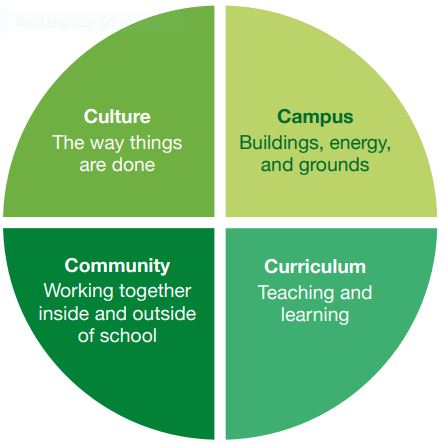 Culture
The way things
are done
Campus
Buildings, energy,
and grounds
Community
Working together
inside and outside
of school
Curriculum
Teaching and
learning